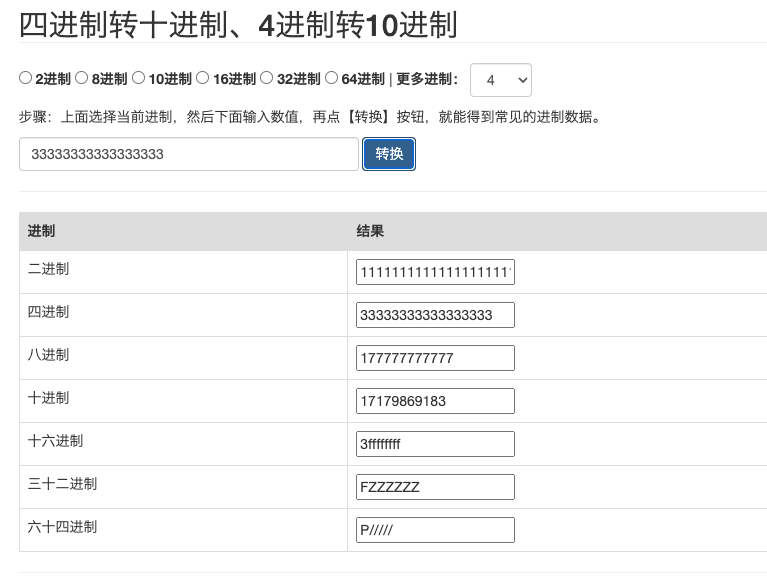 四进制转十进制、4进制转10进制
2进制 8进制 10进制 16进制 32进制 64进制 | 更多进制： 4
步骤：上面选择当前进制，然后下面输入数值，再点【转换】按钮，就能得到常见的进制数据。
33333333333333333 转换
进制 结果
二进制 1111111111111111111
四进制 33333333333333333
八进制 177777777777
十进制 17179869183
十六进制 3ffffffff
三十二进制 FZZZZZZ
六十四进制 P/////